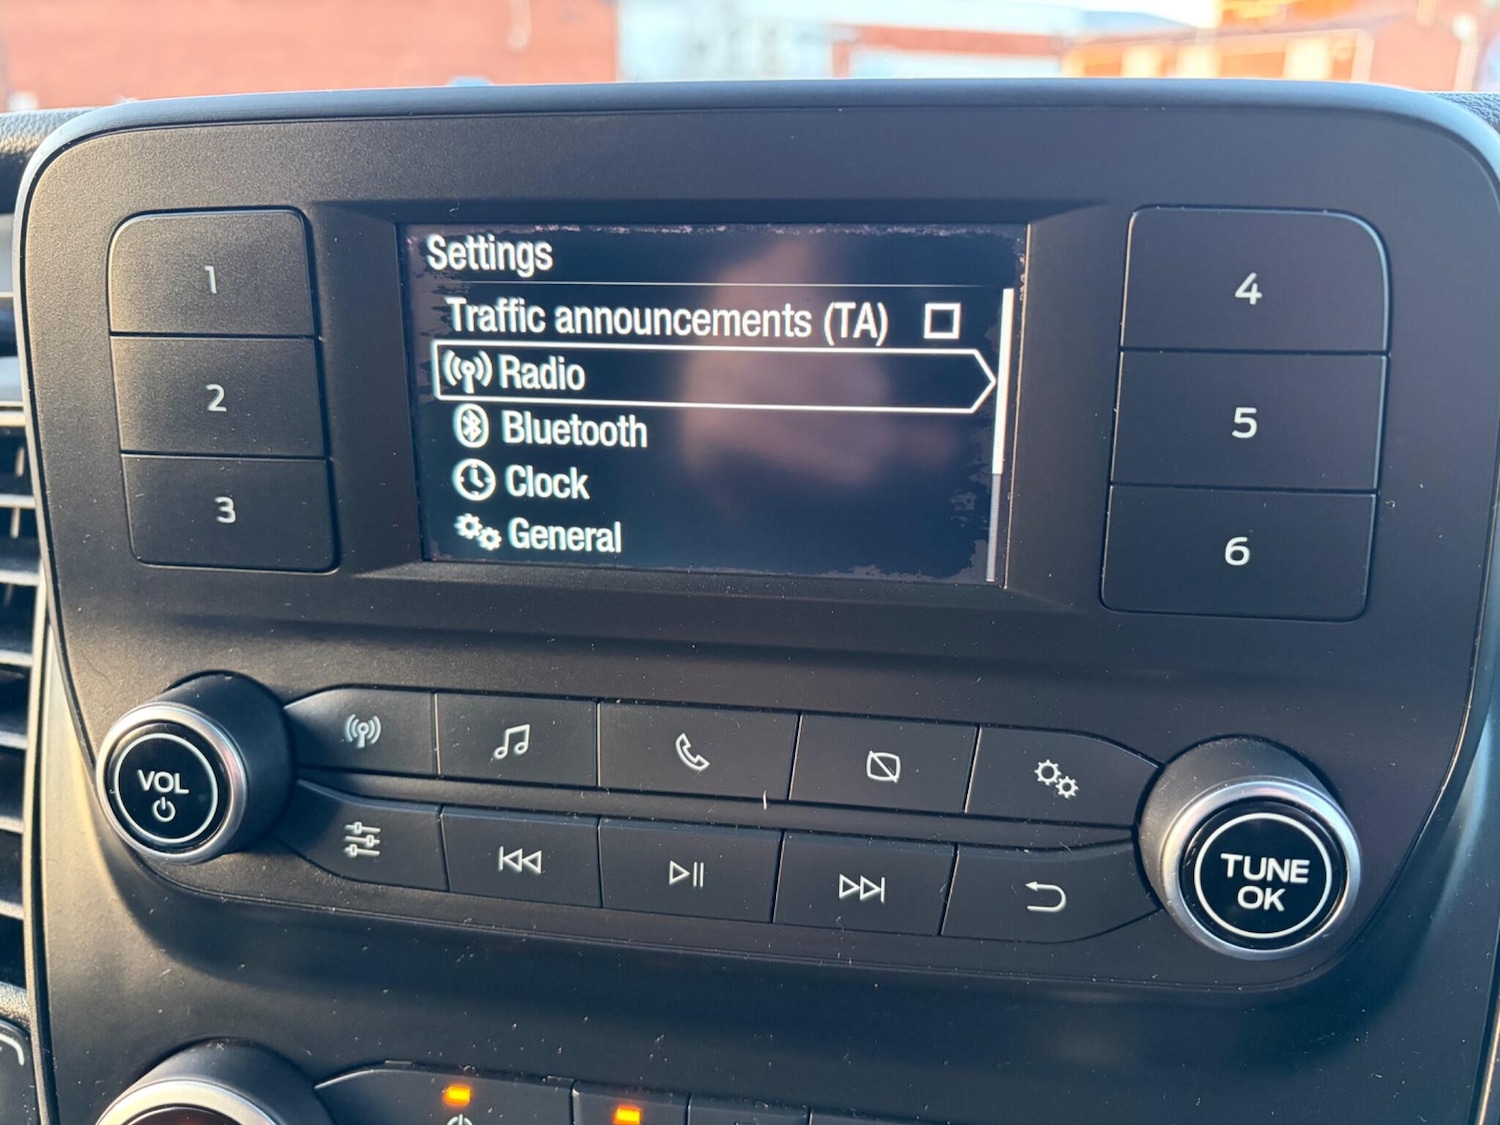 Settings
Traffic announcements (TA)
Radio
Bluetooth
Clock
General
1
2
3
4
5
6
VOL
TUNE
OK